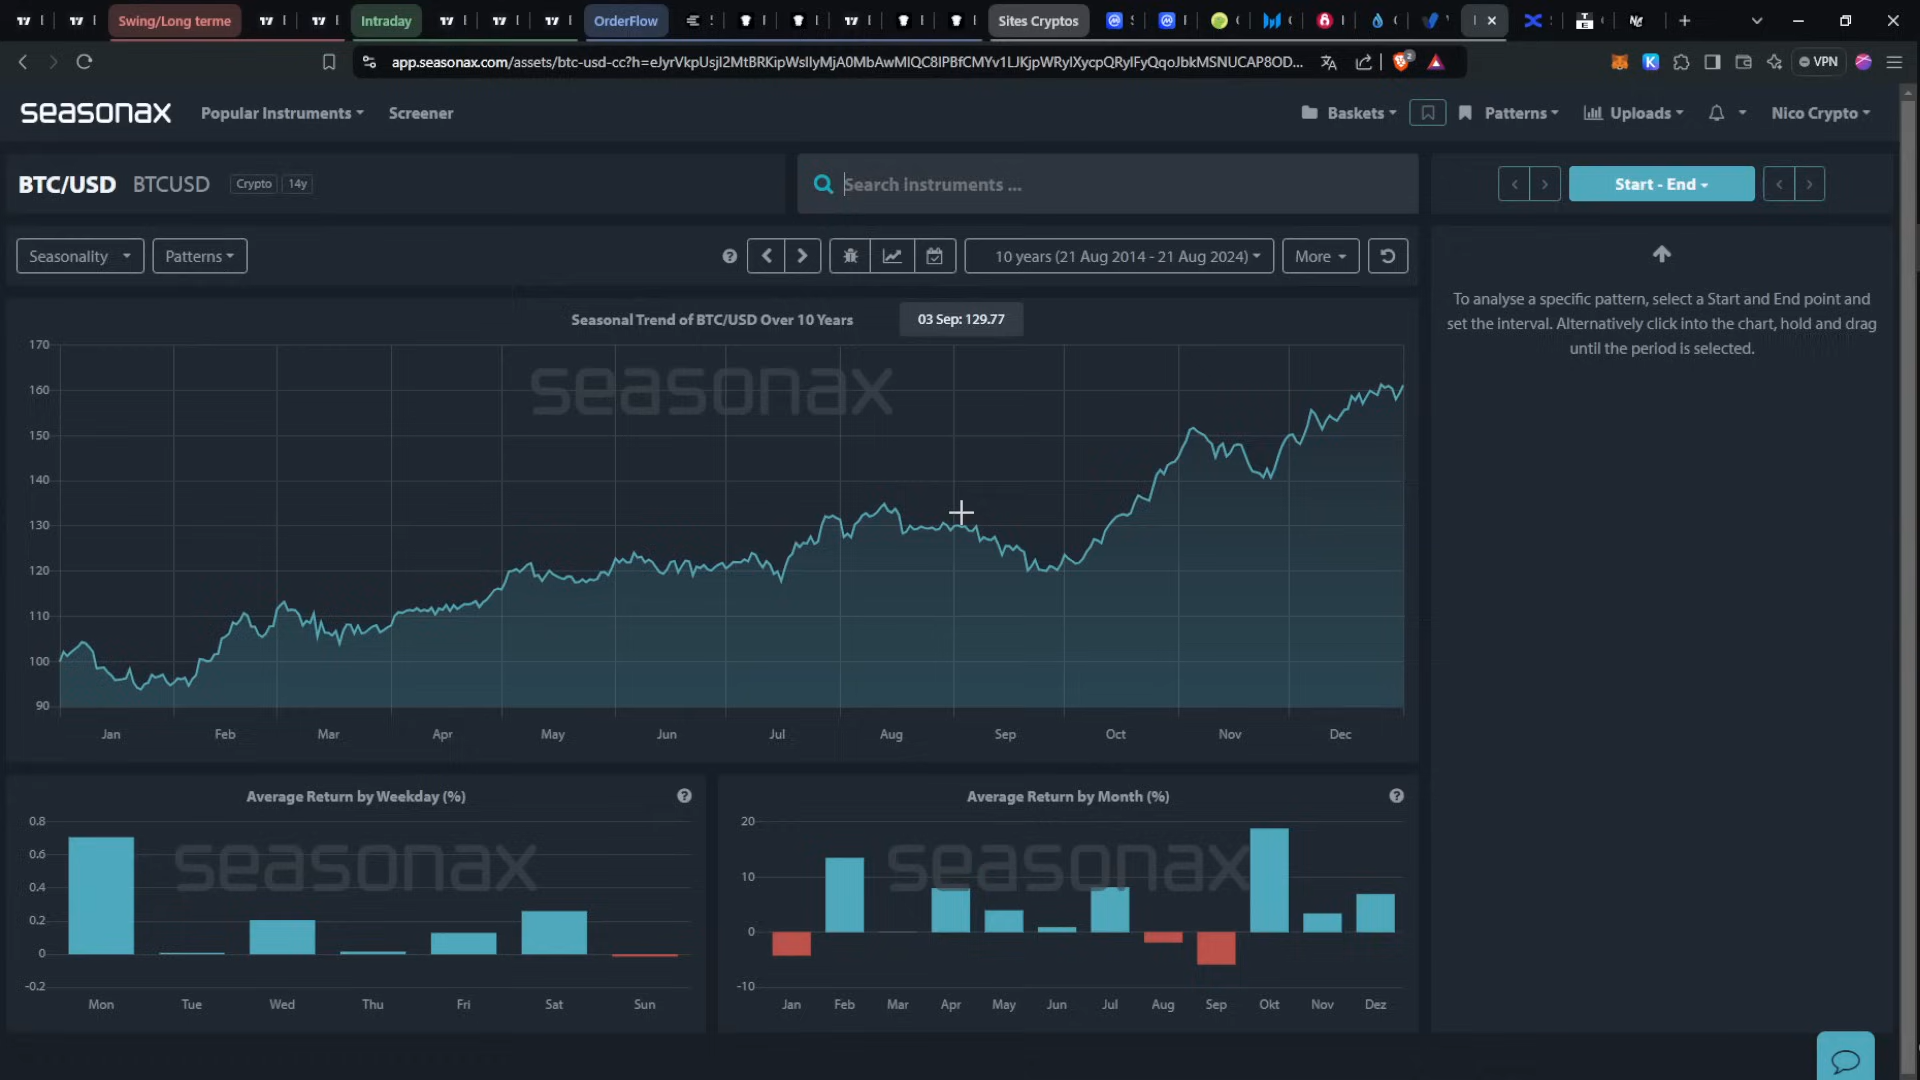 Swing/Long terme
Intraday
OrderFlow
Sites Cryptos
VPN
seasonax
Popular Instruments
Screener
Baskets
Patterns
Uploads
Nico Crypto
BTC/USD
BTCUSD
Crypto
14y
Search instruments ...
Start - End
Seasonality
Patterns
10 years (21 Aug 2014 - 21 Aug 2024)
More
Seasonal Trend of BTC/USD Over 10 Years
03 Sep: 129.77
seasonax
170
160
150
140
130
120
110
100
90
Jan
Feb
Mar
Apr
May
Jun
Jul
Aug
Sep
Oct
Nov
Dec
To analyse a specific pattern, select a Start and End point and
set the interval. Alternatively click into the chart, hold and drag
until the period is selected.
Average Return by Weekday (%)
seasonax
0.8
0.6
0.4
0.2
0
-0.2
Mon
Tue
Wed
Thu
Fri
Sat
Sun
Average Return by Month (%)
seasonax
20
10
0
-10
Jan
Feb
Mar
Apr
May
Jun
Jul
Aug
Sep
Okt
Nov
Dez